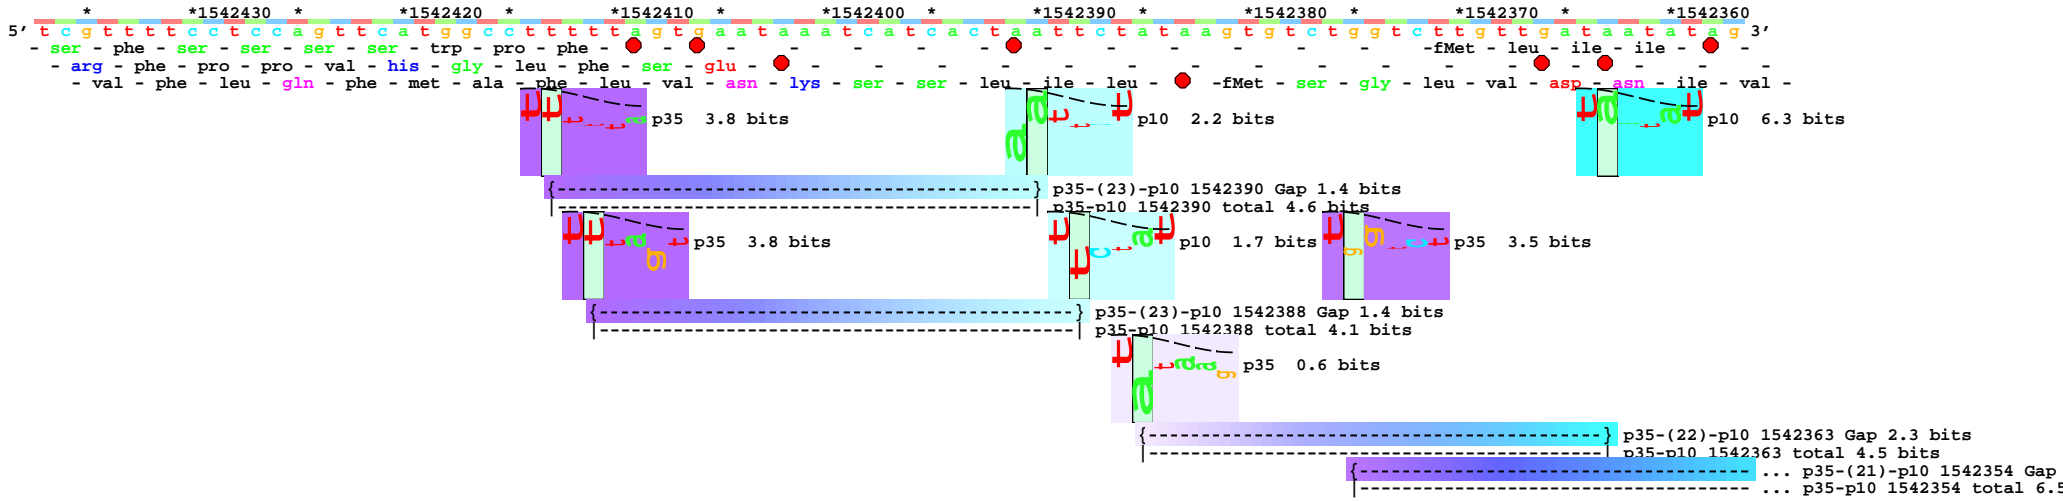 * *1542430 * *1542420 * *1542410 * *1542400 * *1542390 * *1542380 * *1542370 * *1542360
5' t c g t t t t c c t c c a g t t c a t g g c c t t t t t a g t g a a t a a a t c a t c a c t a a t t c t a t a a g t g t c t g g t c t t g t t g a t a a t a t a g 3'
- ser - phe - ser - ser - ser - ser - trp - pro - phe - - - - - - - - - - - - -fMet - leu - ile - ile - -
- arg - phe - pro - pro - val - his - gly - leu - phe - ser - glu - - - - - - - - - - - - - - - -
- val - phe - leu - gln - phe - met - ala - phe - leu - val - asn - lys - ser - ser - leu - ile - leu - -fMet - ser - gly - leu - val - asp - asn - ile - val -
p35 3.8 bits
p10 2.2 bits
p10 6.3 bits
p35-(23)-p10 1542390 Gap 1.4 bits
p35-p10 1542390 total 4.6 bits
p35 3.8 bits
p10 1.7 bits
p35 3.5 bits
p35-(23)-p10 1542388 Gap 1.4 bits
p35-p10 1542388 total 4.1 bits
p35 0.6 bits
p35-(22)-p10 1542363 Gap 2.3 bits
p35-p10 1542363 total 4.5 bits
... p35-(21)-p10 1542354 Gap
... p35-p10 1542354 total 6.5